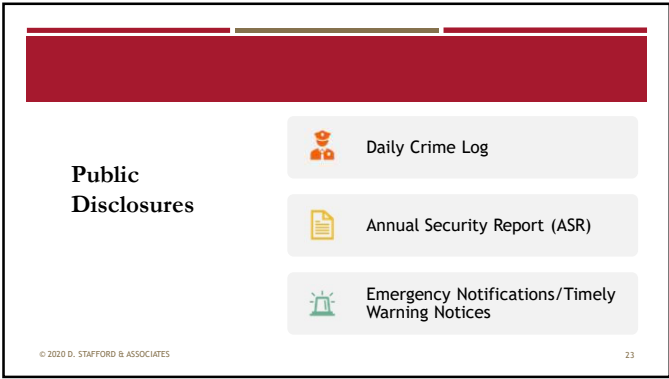 Public
Disclosures
Daily Crime Log
Annual Security Report (ASR)
Emergency Notifications/Timely
Warning Notices
© 2020 D. STAFFORD & ASSOCIATES
23